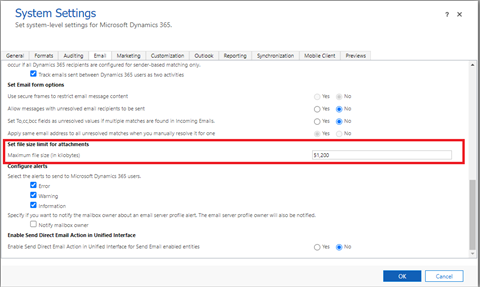 System Settings
? ×
Set system-level settings for Microsoft Dynamics 365.
General Formats Auditing Email Marketing Customization Outlook Reporting Synchronization Mobile Client Previews
occur if all Dynamics 365 recipients are configured for sender-based matching only.
Track emails sent between Dynamics 365 users as two activities
Set Email form options
Use secure frames to restrict email message content Yes No
Allow messages with unresolved email recipients to be sent Yes No
Set To,cc,bcc fields as unresolved values if multiple matches are found in Incoming Emails. Yes No
Apply same email address to all unresolved matches when you manually resolve it for one Yes No
Set file size limit for attachments
Maximum file size (in kilobytes) 51,200
Configure alerts
Select the alerts to send to Microsoft Dynamics 365 users.
Error
Warning
Information
Specify if you want to notify the mailbox owner about an email server profile alert. The email server profile owner will also be notified.
Notify mailbox owner
Enable Send Direct Email Action in Unified Interface
Enable Send Direct Email Action in Unified Interface for Send Email enabled entities Yes No
OK Cancel